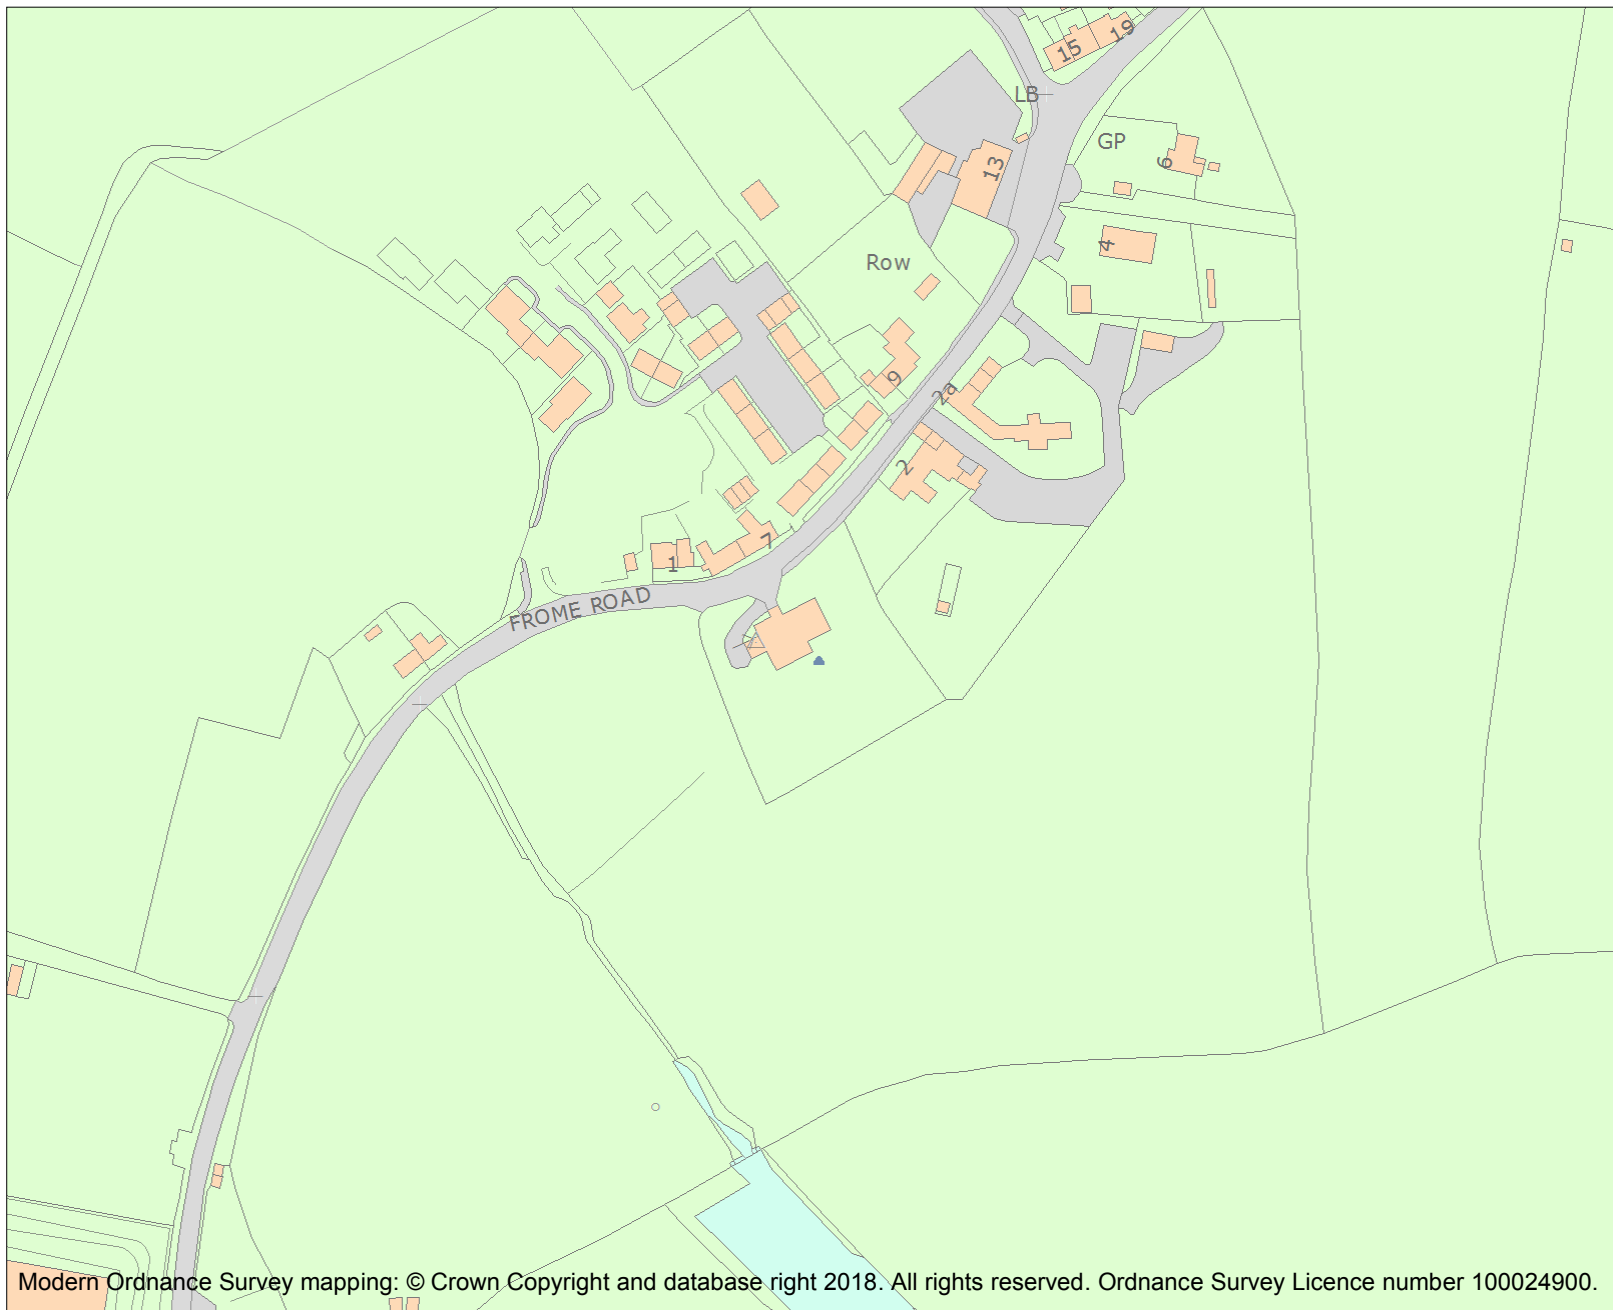 19
15
LB
GP
13
6
4
Row
9
2a
2
7
1
FROME ROAD
Modern Ordnance Survey mapping: © Crown Copyright and database right 2018. All rights reserved. Ordnance Survey Licence number 100024900.